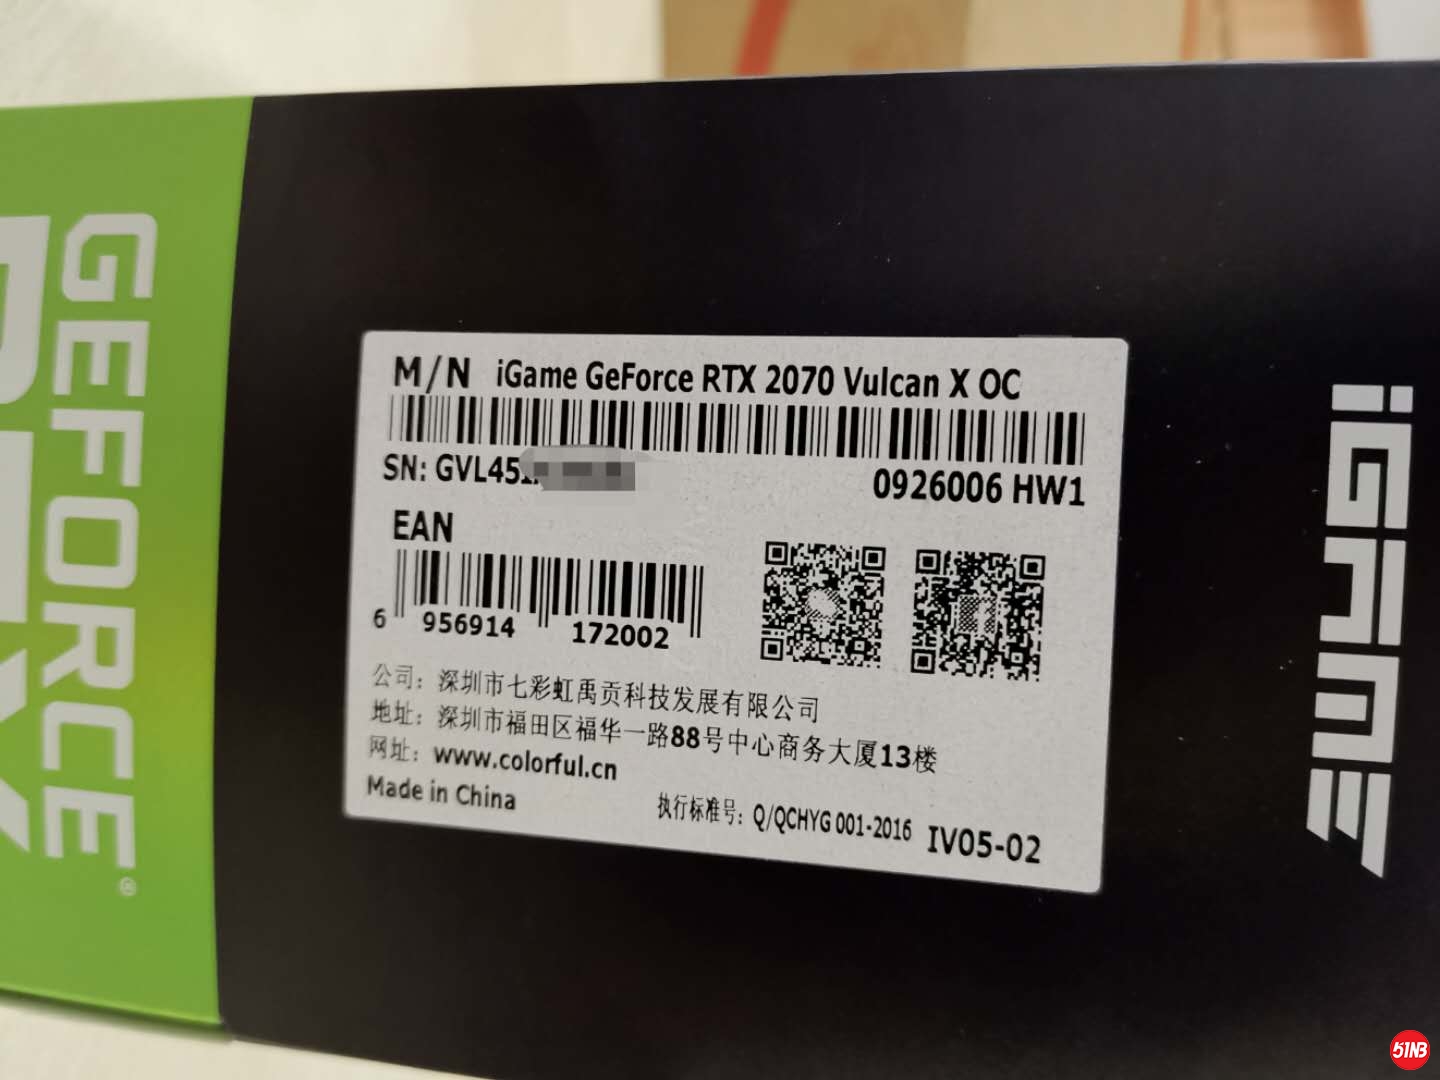 GEFORCE
RTX
M/N iGame GeForce RTX 2070 Vulcan X OC
SN: GVL45
0926006 HW1
EAN
6 956914 172002
公司：深圳市七彩虹禹贡科技发展有限公司
地址：深圳市福田区福华一路88号中心商务大厦13楼
网址：www.colorful.cn
Made in China
执行标准号：Q/QCHYG 001-2016 IV05-02
iGAME
51NB